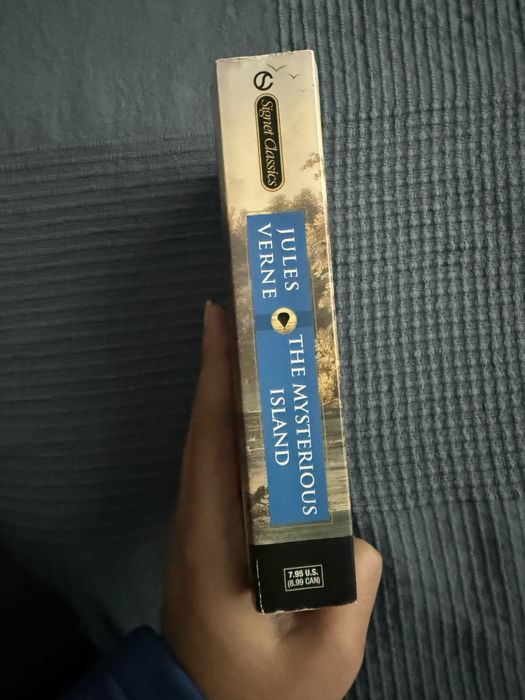 Signet Classics
JULES
VERNE
THE MYSTERIOUS
ISLAND
7.95 U.S.
(8.99 CAN)